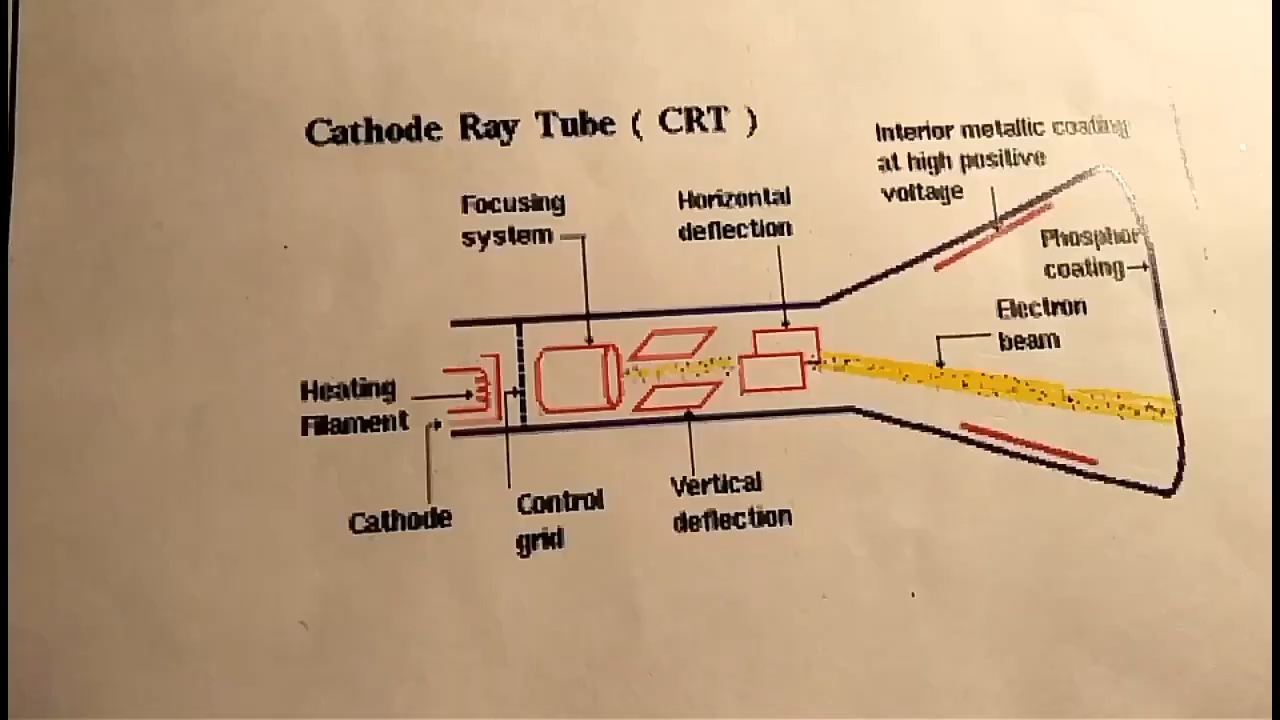 Cathode Ray Tube ( CRT )
Interior metallic coating
at high positive
voltage
Focusing
system
Horizontal
deflection
Phosphor
coating
Electron
beam
Heating
Filament
Cathode
Control
grid
Vertical
deflection